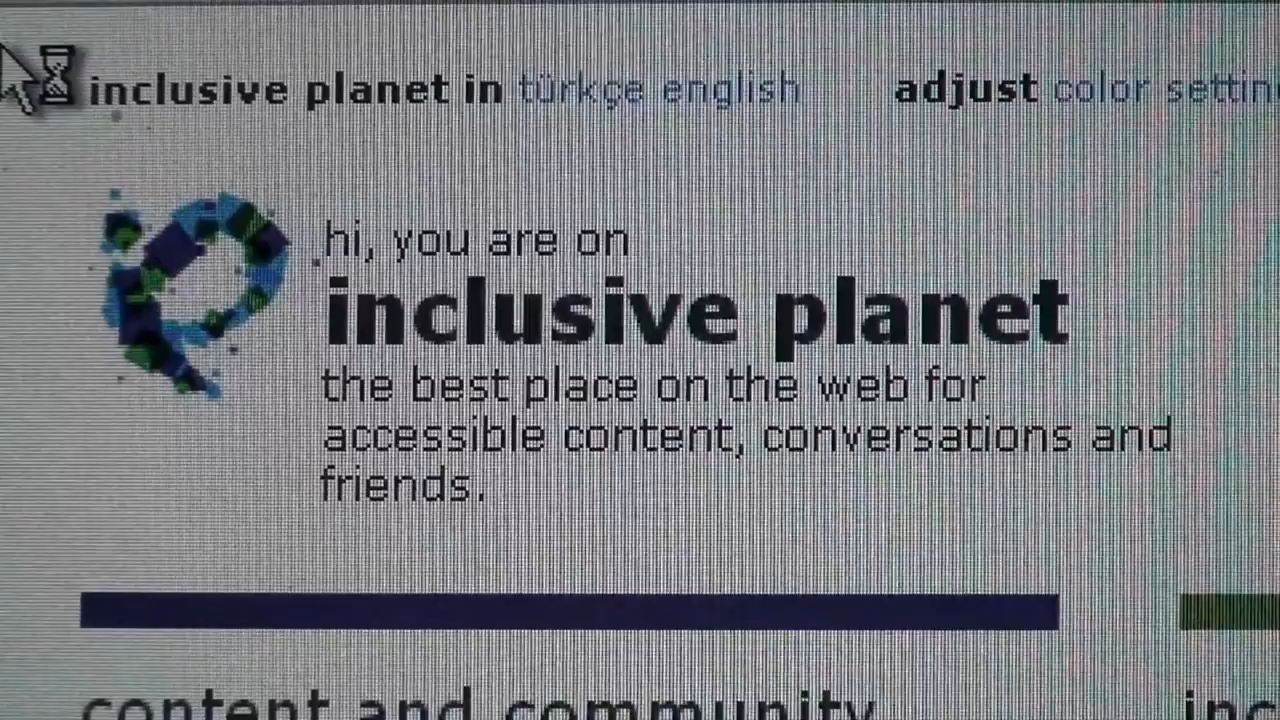 inclusive planet in türkçe english adjust color
hi, you are on
inclusive planet
the best place on the web for
accessible content, conversations and
friends.
content and community